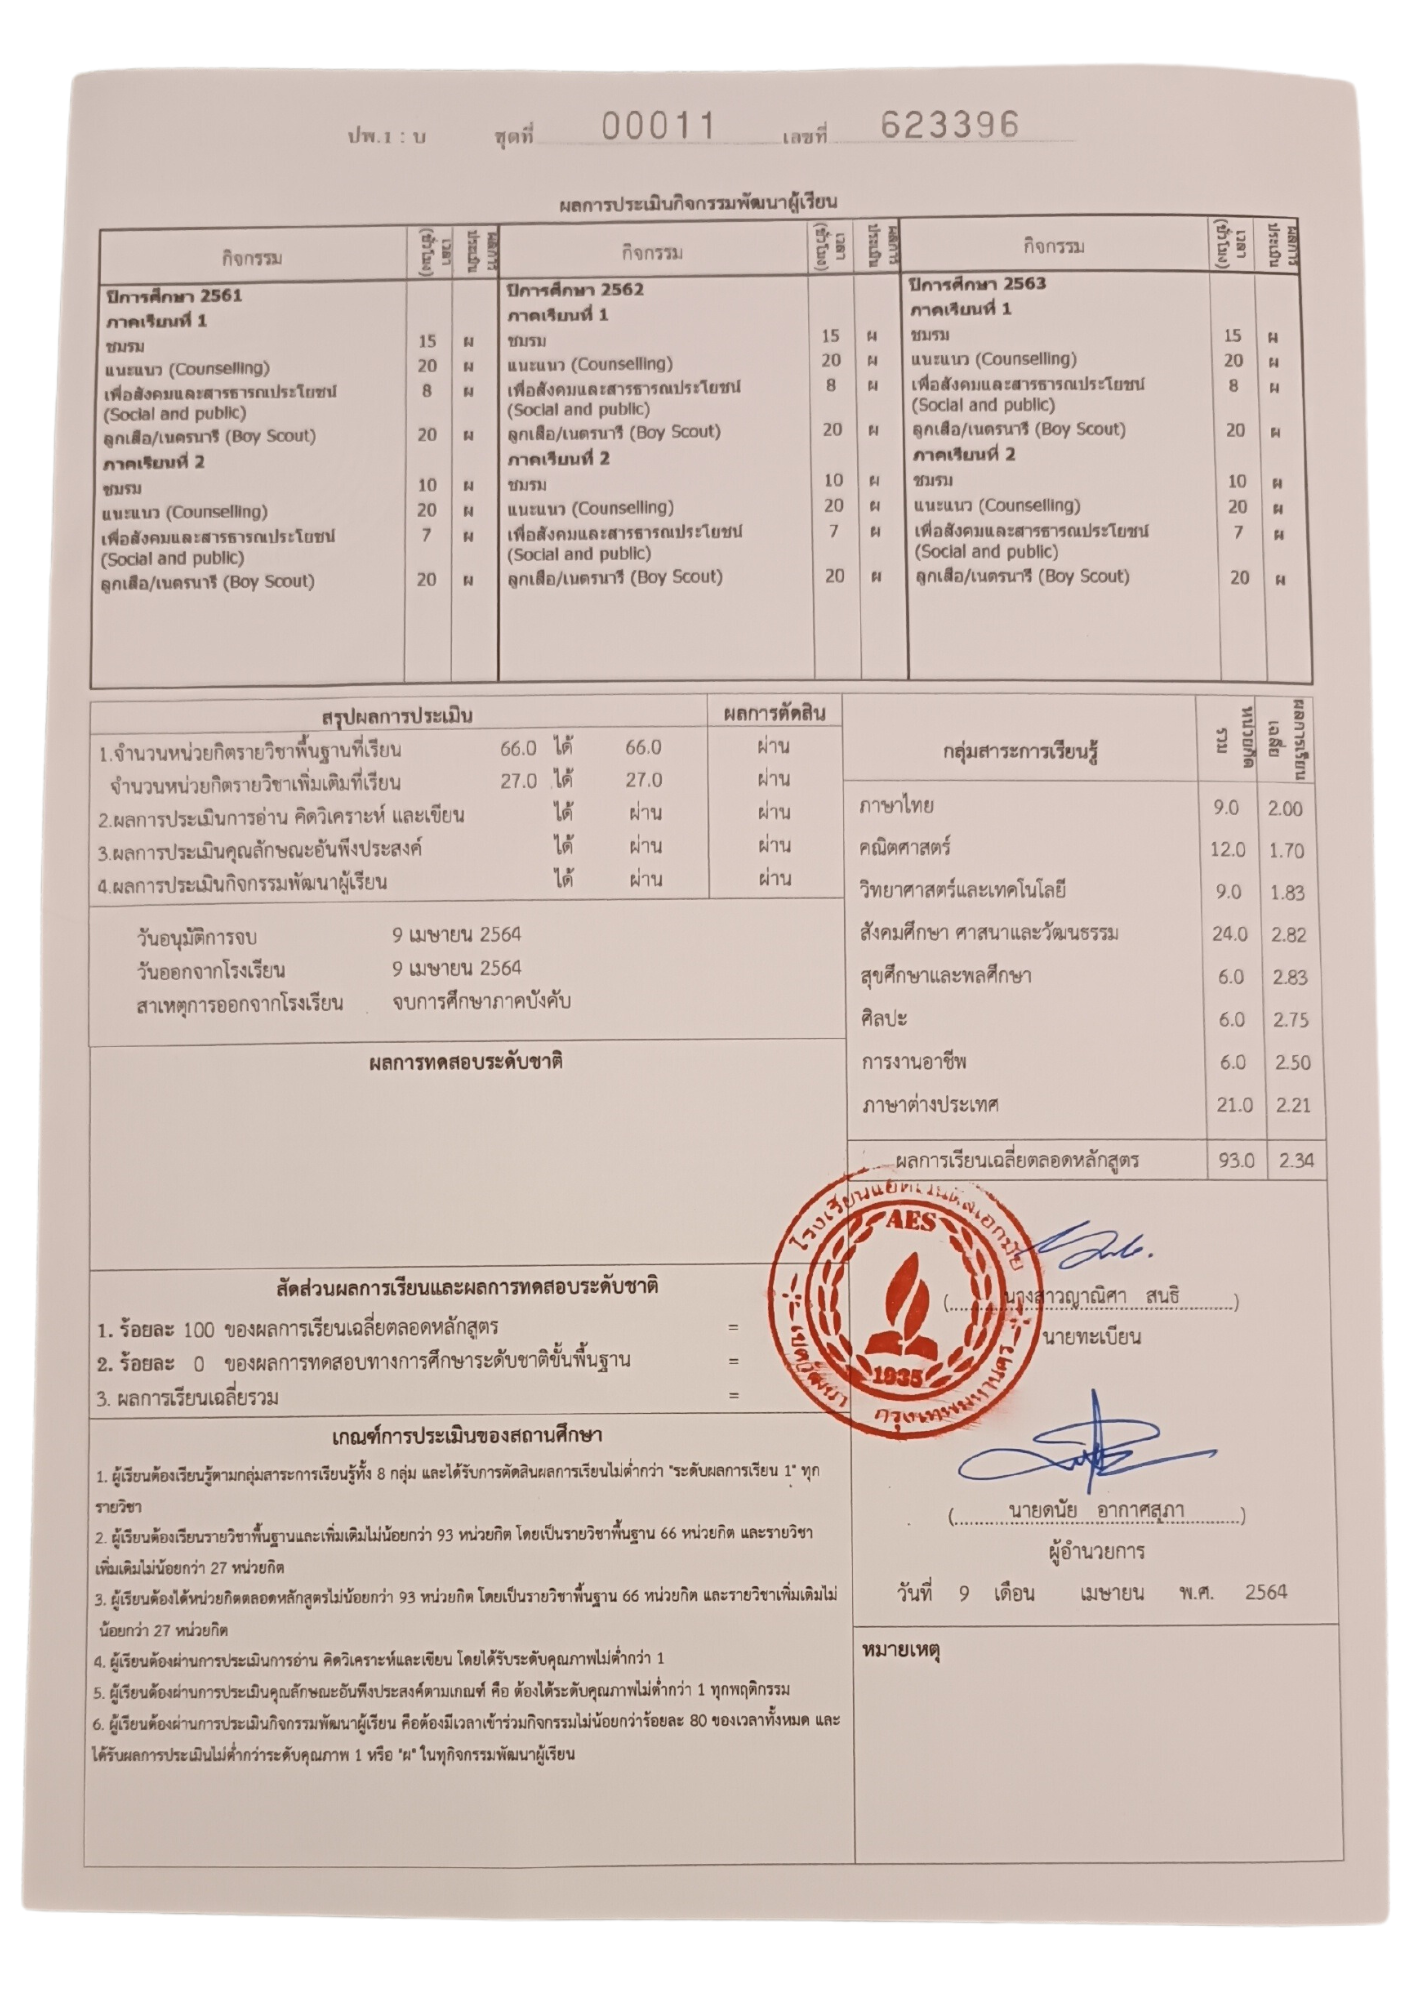 ปพ.1 : บ ชุดที่ 00011 เลขที่ 623396
ผลการประเมินกิจกรรมพัฒนาผู้เรียน
กิจกรรม เวลา (ชั่วโมง) ผลการประเมิน กิจกรรม เวลา (ชั่วโมง) ผลการประเมิน กิจกรรม เวลา (ชั่วโมง) ผลการประเมิน
ปีการศึกษา 2561
ภาคเรียนที่ 1
ชมรม 15 ผ
แนะแนว (Counselling) 20 ผ
เพื่อสังคมและสารธารณประโยชน์ 8 ผ
(Social and public)
ลูกเสือ/เนตรนารี (Boy Scout) 20 ผ
ภาคเรียนที่ 2
ชมรม 10 ผ
แนะแนว (Counselling) 20 ผ
เพื่อสังคมและสารธารณประโยชน์ 7 ผ
(Social and public)
ลูกเสือ/เนตรนารี (Boy Scout) 20 ผ
ปีการศึกษา 2562
ภาคเรียนที่ 1
ชมรม 15 ผ
แนะแนว (Counselling) 20 ผ
เพื่อสังคมและสารธารณประโยชน์ 8 ผ
(Social and public)
ลูกเสือ/เนตรนารี (Boy Scout) 20 ผ
ภาคเรียนที่ 2
ชมรม 10 ผ
แนะแนว (Counselling) 20 ผ
เพื่อสังคมและสารธารณประโยชน์ 7 ผ
(Social and public)
ลูกเสือ/เนตรนารี (Boy Scout) 20 ผ
ปีการศึกษา 2563
ภาคเรียนที่ 1
ชมรม 15 ผ
แนะแนว (Counselling) 20 ผ
เพื่อสังคมและสารธารณประโยชน์ 8 ผ
(Social and public)
ลูกเสือ/เนตรนารี (Boy Scout) 20 ผ
ภาคเรียนที่ 2
ชมรม 10 ผ
แนะแนว (Counselling) 20 ผ
เพื่อสังคมและสารธารณประโยชน์ 7 ผ
(Social and public)
ลูกเสือ/เนตรนารี (Boy Scout) 20 ผ
สรุปผลการประเมิน ผลการตัดสิน
1.จำนวนหน่วยกิตรายวิชาพื้นฐานที่เรียน 66.0 ได้ 66.0 ผ่าน
จำนวนหน่วยกิตรายวิชาเพิ่มเติมที่เรียน 27.0 ได้ 27.0 ผ่าน
2.ผลการประเมินการอ่าน คิดวิเคราะห์ และเขียน ได้ ผ่าน ผ่าน
3.ผลการประเมินคุณลักษณะอันพึงประสงค์ ได้ ผ่าน ผ่าน
4.ผลการประเมินกิจกรรมพัฒนาผู้เรียน ได้ ผ่าน ผ่าน
วันอนุมัติการจบ 9 เมษายน 2564
วันออกจากโรงเรียน 9 เมษายน 2564
สาเหตุการออกจากโรงเรียน จบการศึกษาภาคบังคับ
ผลการทดสอบระดับชาติ
สัดส่วนผลการเรียนและผลการทดสอบระดับชาติ
1. ร้อยละ 100 ของผลการเรียนเฉลี่ยตลอดหลักสูตร =
2. ร้อยละ 0 ของผลการทดสอบทางการศึกษาระดับชาติขั้นพื้นฐาน =
3. ผลการเรียนเฉลี่ยรวม =
เกณฑ์การประเมินของสถานศึกษา
1. ผู้เรียนต้องเรียนรู้ตามกลุ่มสาระการเรียนรู้ทั้ง 8 กลุ่ม และได้รับการตัดสินผลการเรียนไม่ต่ำกว่า "ระดับผลการเรียน 1" ทุก
รายวิชา
2. ผู้เรียนต้องเรียนรายวิชาพื้นฐานและเพิ่มเติมไม่น้อยกว่า 93 หน่วยกิต โดยเป็นรายวิชาพื้นฐาน 66 หน่วยกิต และรายวิชา
เพิ่มเติมไม่น้อยกว่า 27 หน่วยกิต
3. ผู้เรียนต้องได้หน่วยกิตตลอดหลักสูตรไม่น้อยกว่า 93 หน่วยกิต โดยเป็นรายวิชาพื้นฐาน 66 หน่วยกิต และรายวิชาเพิ่มเติมไม่
น้อยกว่า 27 หน่วยกิต
4. ผู้เรียนต้องผ่านการประเมินการอ่าน คิดวิเคราะห์และเขียน โดยได้รับระดับคุณภาพไม่ต่ำกว่า 1
5. ผู้เรียนต้องผ่านการประเมินคุณลักษณะอันพึงประสงค์ตามเกณฑ์ คือ ต้องได้ระดับคุณภาพไม่ต่ำกว่า 1 ทุกพฤติกรรม
6. ผู้เรียนต้องผ่านการประเมินกิจกรรมพัฒนาผู้เรียน คือต้องมีเวลาเข้าร่วมกิจกรรมไม่น้อยกว่าร้อยละ 80 ของเวลาทั้งหมด และ
ได้รับผลการประเมินไม่ต่ำกว่าระดับคุณภาพ 1 หรือ "ผ" ในทุกิจกรรมพัฒนาผู้เรียน
กลุ่มสาระการเรียนรู้ หน่วยกิตรวม ผลการเรียนเฉลี่ย
ภาษาไทย 9.0 2.00
คณิตศาสตร์ 12.0 1.70
วิทยาศาสตร์และเทคโนโลยี 9.0 1.83
สังคมศึกษา ศาสนาและวัฒนธรรม 24.0 2.82
สุขศึกษาและพลศึกษา 6.0 2.83
ศิลปะ 6.0 2.75
การงานอาชีพ 6.0 2.50
ภาษาต่างประเทศ 21.0 2.21
ผลการเรียนเฉลี่ยตลอดหลักสูตร 93.0 2.34
AES
1935
เขตวัฒนา กรุงเทพมหานคร
(นางสาวญาณิศา สนธิ)
นายทะเบียน
(นายดนัย อากาศสุภา)
ผู้อำนวยการ
วันที่ 9 เดือน เมษายน พ.ศ. 2564
หมายเหตุ